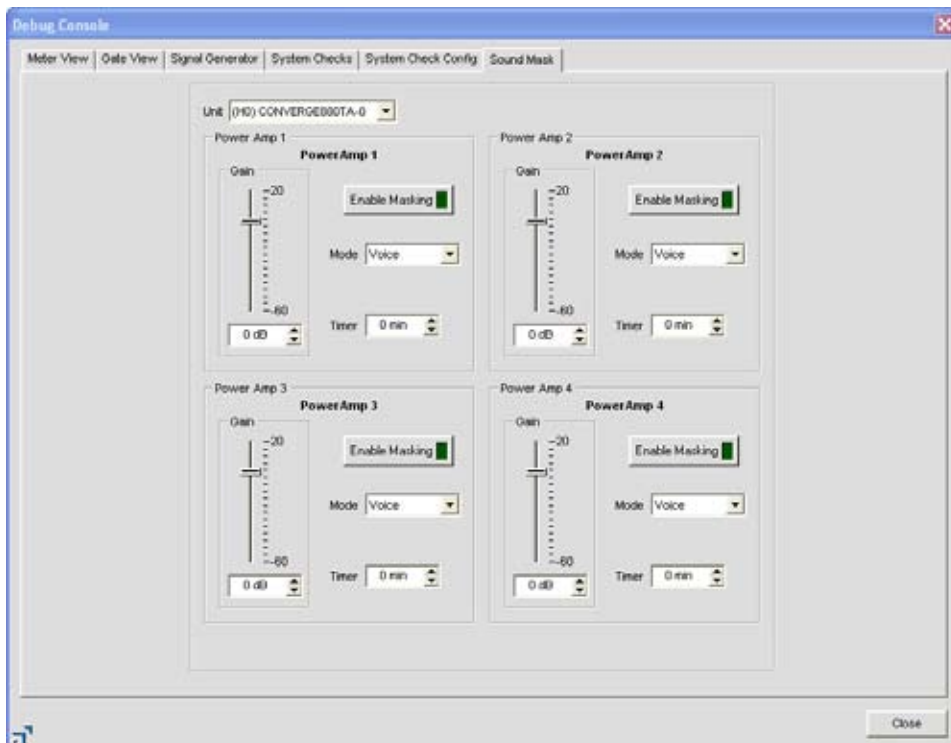 Debug Console
Meter View Gate View Signal Generator System Checks System Check Config Sound Mask
Unit (H0) CONVERGE880TA-0
Power Amp 1
PowerAmp 1
Gain
-20
Enable Masking
Mode Voice
-60
0 dB
Timer 0 min
Power Amp 2
PowerAmp 2
Gain
-20
Enable Masking
Mode Voice
-60
0 dB
Timer 0 min
Power Amp 3
PowerAmp 3
Gain
-20
Enable Masking
Mode Voice
-60
0 dB
Timer 0 min
Power Amp 4
PowerAmp 4
Gain
-20
Enable Masking
Mode Voice
-60
0 dB
Timer 0 min
Close